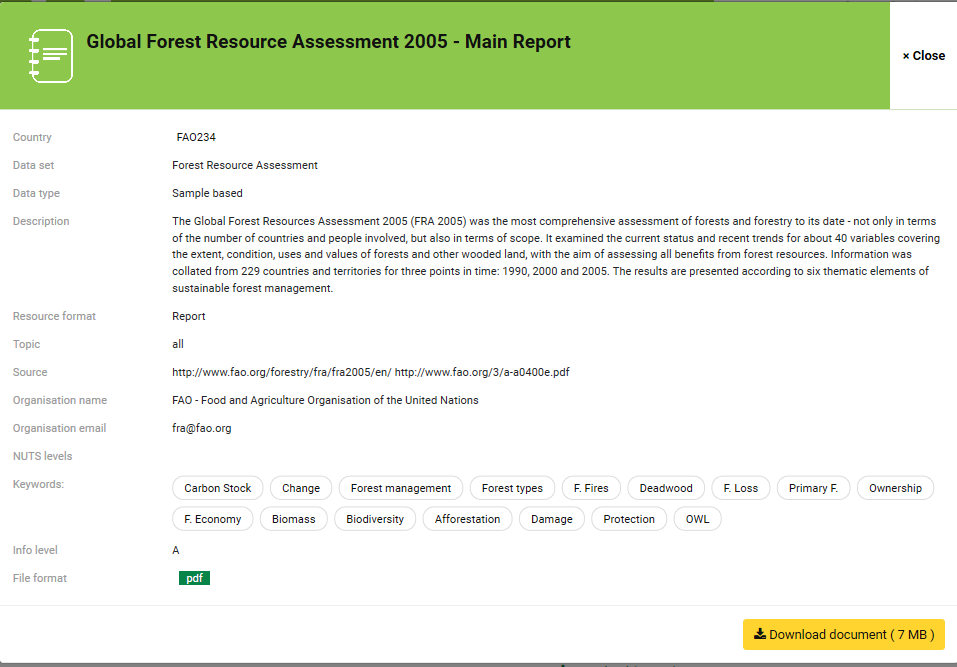 Global Forest Resource Assessment 2005 - Main Report
× Close
Country FAO234
Data set Forest Resource Assessment
Data type Sample based
Description The Global Forest Resources Assessment 2005 (FRA 2005) was the most comprehensive assessment of forests and forestry to its date - not only in terms
of the number of countries and people involved, but also in terms of scope. It examined the current status and recent trends for about 40 variables covering
the extent, condition, uses and values of forests and other wooded land, with the aim of assessing all benefits from forest resources. Information was
collated from 229 countries and territories for three points in time: 1990, 2000 and 2005. The results are presented according to six thematic elements of
sustainable forest management.
Resource format Report
Topic all
Source http://www.fao.org/forestry/fra/fra2005/en/ http://www.fao.org/3/a-a0400e.pdf
Organisation name FAO - Food and Agriculture Organisation of the United Nations
Organisation email fra@fao.org
NUTS levels
Keywords: Carbon Stock Change Forest management Forest types F. Fires Deadwood F. Loss Primary F. Ownership
F. Economy Biomass Biodiversity Afforestation Damage Protection OWL
Info level A
File format pdf
Download document ( 7 MB )